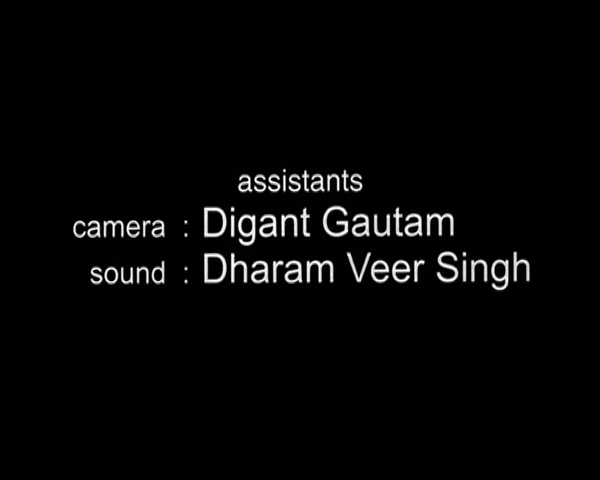 assistants
camera : Digant Gautam
sound : Dharam Veer Singh